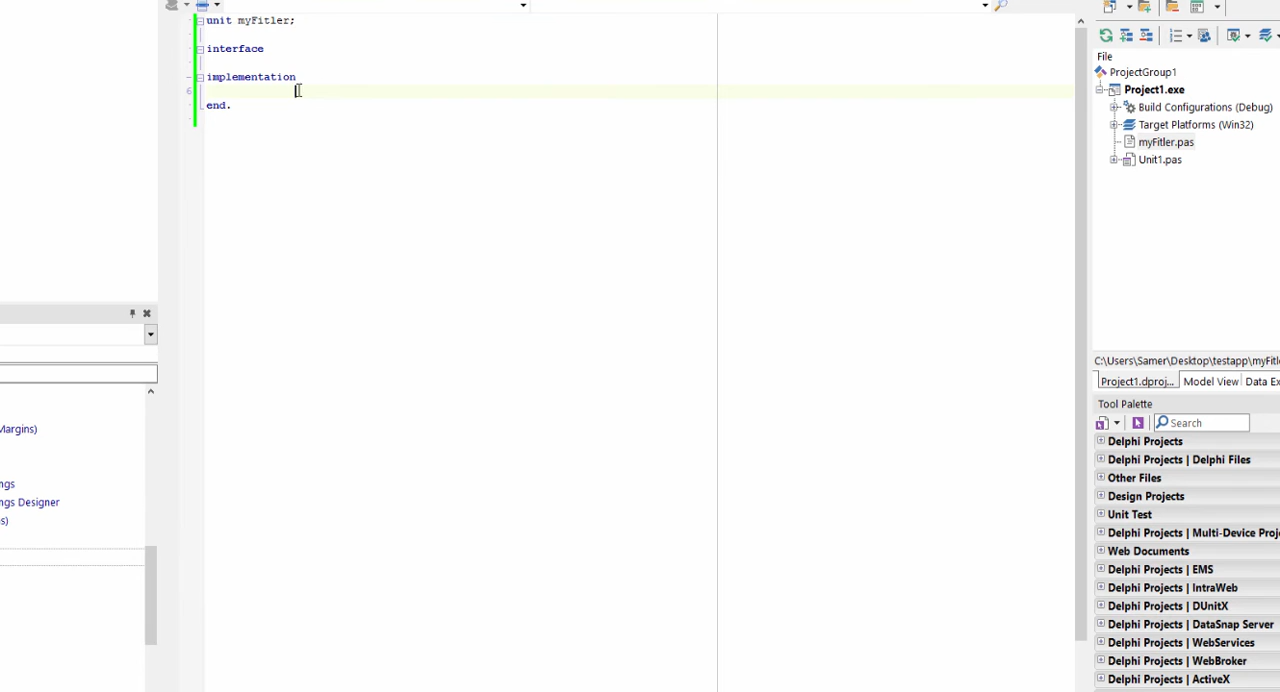 unit myFitler;
interface
implementation
6
end.
Margins)
ngs
ngs Designer
s)
File
ProjectGroup1
Project1.exe
Build Configurations (Debug)
Target Platforms (Win32)
myFitler.pas
Unit1.pas
C:\Users\Samer\Desktop\testapp\myFitl
Project1.dproj... Model View Data Ex
Tool Palette
Search
Delphi Projects
Delphi Projects | Delphi Files
Other Files
Design Projects
Unit Test
Delphi Projects | Multi-Device Proj
Web Documents
Delphi Projects | EMS
Delphi Projects | IntraWeb
Delphi Projects | DUnitX
Delphi Projects | DataSnap Server
Delphi Projects | WebServices
Delphi Projects | WebBroker
Delphi Projects | ActiveX